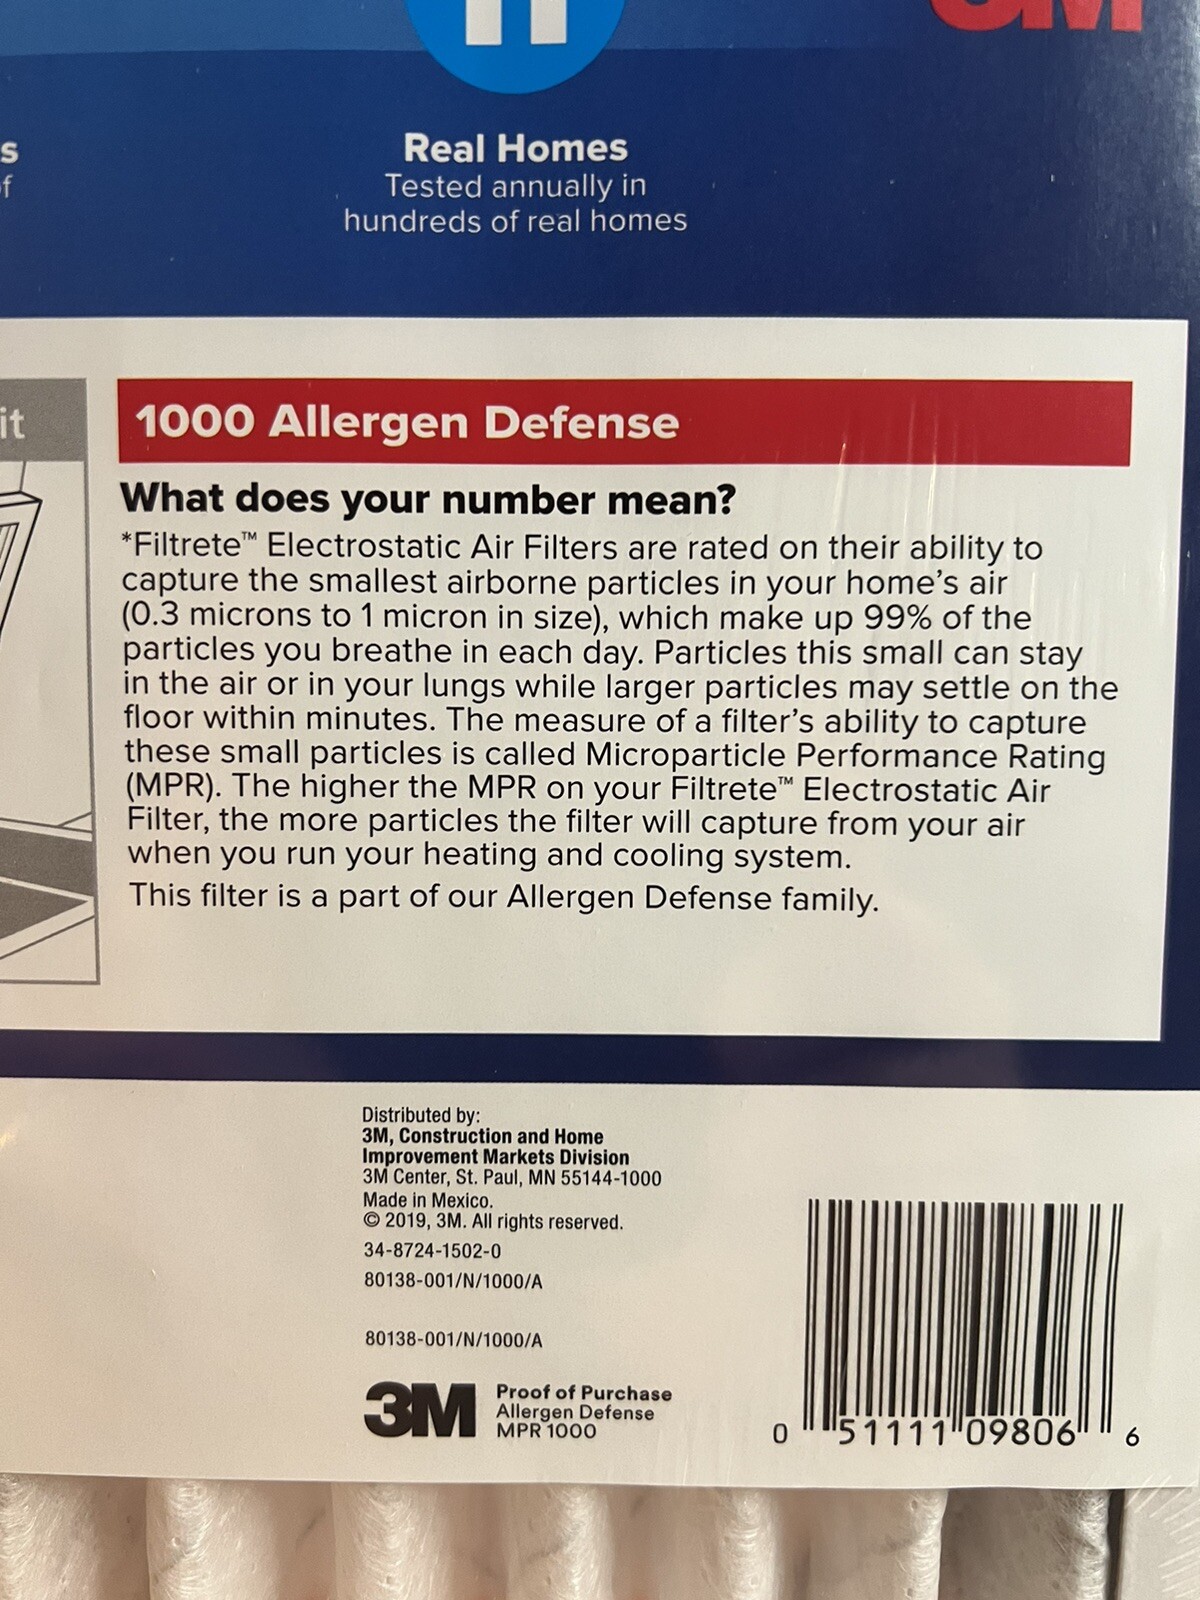 3M
s
of
Real Homes
Tested annually in
hundreds of real homes
it
1000 Allergen Defense
What does your number mean?
*Filtrete™ Electrostatic Air Filters are rated on their ability to
capture the smallest airborne particles in your home's air
(0.3 microns to 1 micron in size), which make up 99% of the
particles you breathe in each day. Particles this small can stay
in the air or in your lungs while larger particles may settle on the
floor within minutes. The measure of a filter's ability to capture
these small particles is called Microparticle Performance Rating
(MPR). The higher the MPR on your Filtrete™ Electrostatic Air
Filter, the more particles the filter will capture from your air
when you run your heating and cooling system.
This filter is a part of our Allergen Defense family.
Distributed by:
3M, Construction and Home
Improvement Markets Division
3M Center, St. Paul, MN 55144-1000
Made in Mexico.
© 2019, 3M. All rights reserved.
34-8724-1502-0
80138-001/N/1000/A
80138-001/N/1000/A
3M Proof of Purchase
Allergen Defense
MPR 1000
0 51111 09806 6